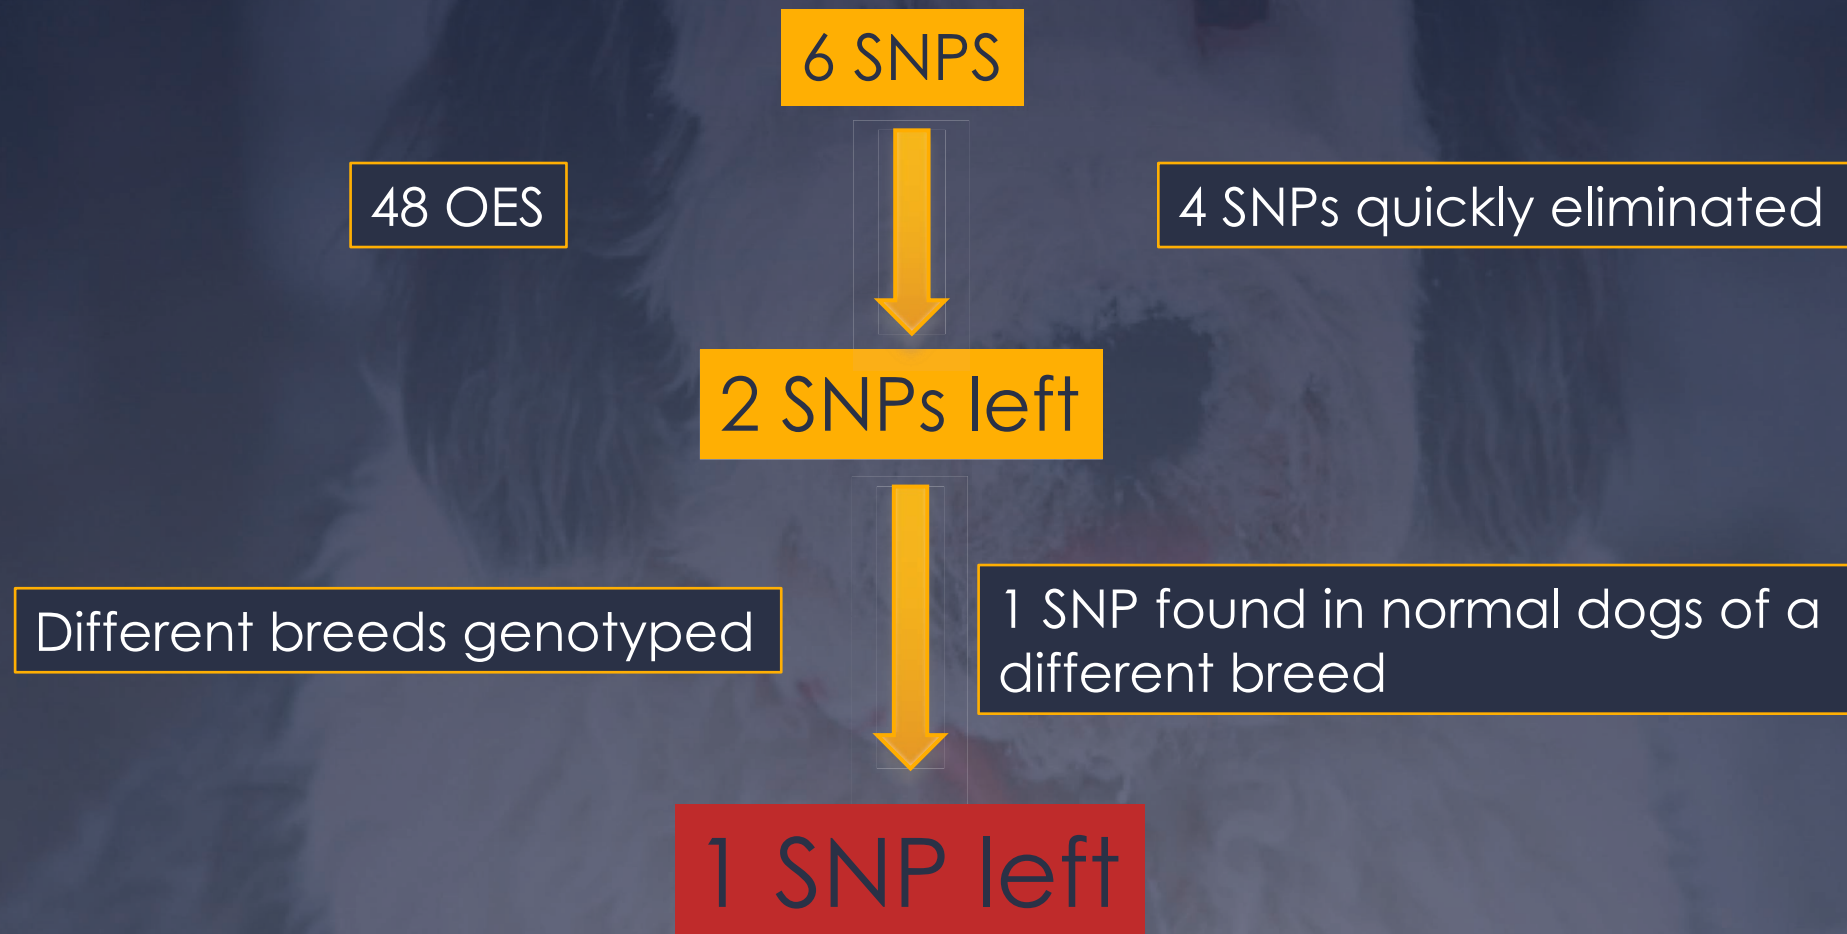 6 SNPS
48 OES
4 SNPs quickly eliminated
2 SNPs left
Different breeds genotyped
1 SNP found in normal dogs of a
different breed
1 SNP left